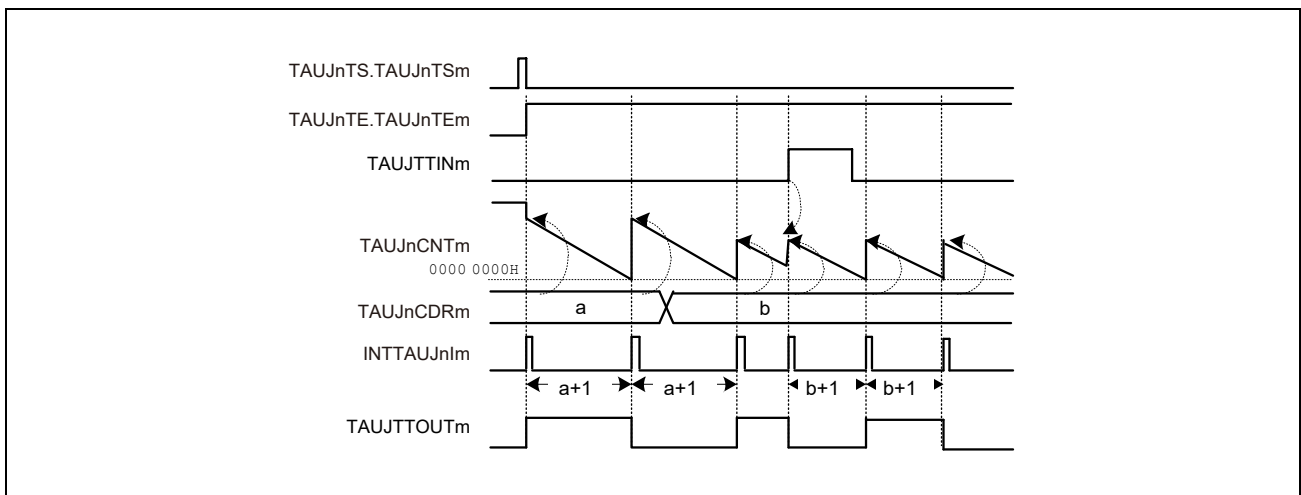 TAUJnTS.TAUJnTSm
TAUJnTE.TAUJnTEm
TAUJTTINm
TAUJnCNTm
0000 0000H
TAUJnCDRm
a
b
INTTAUJnIm
a+1
a+1
b+1
b+1
TAUJTTOUTm